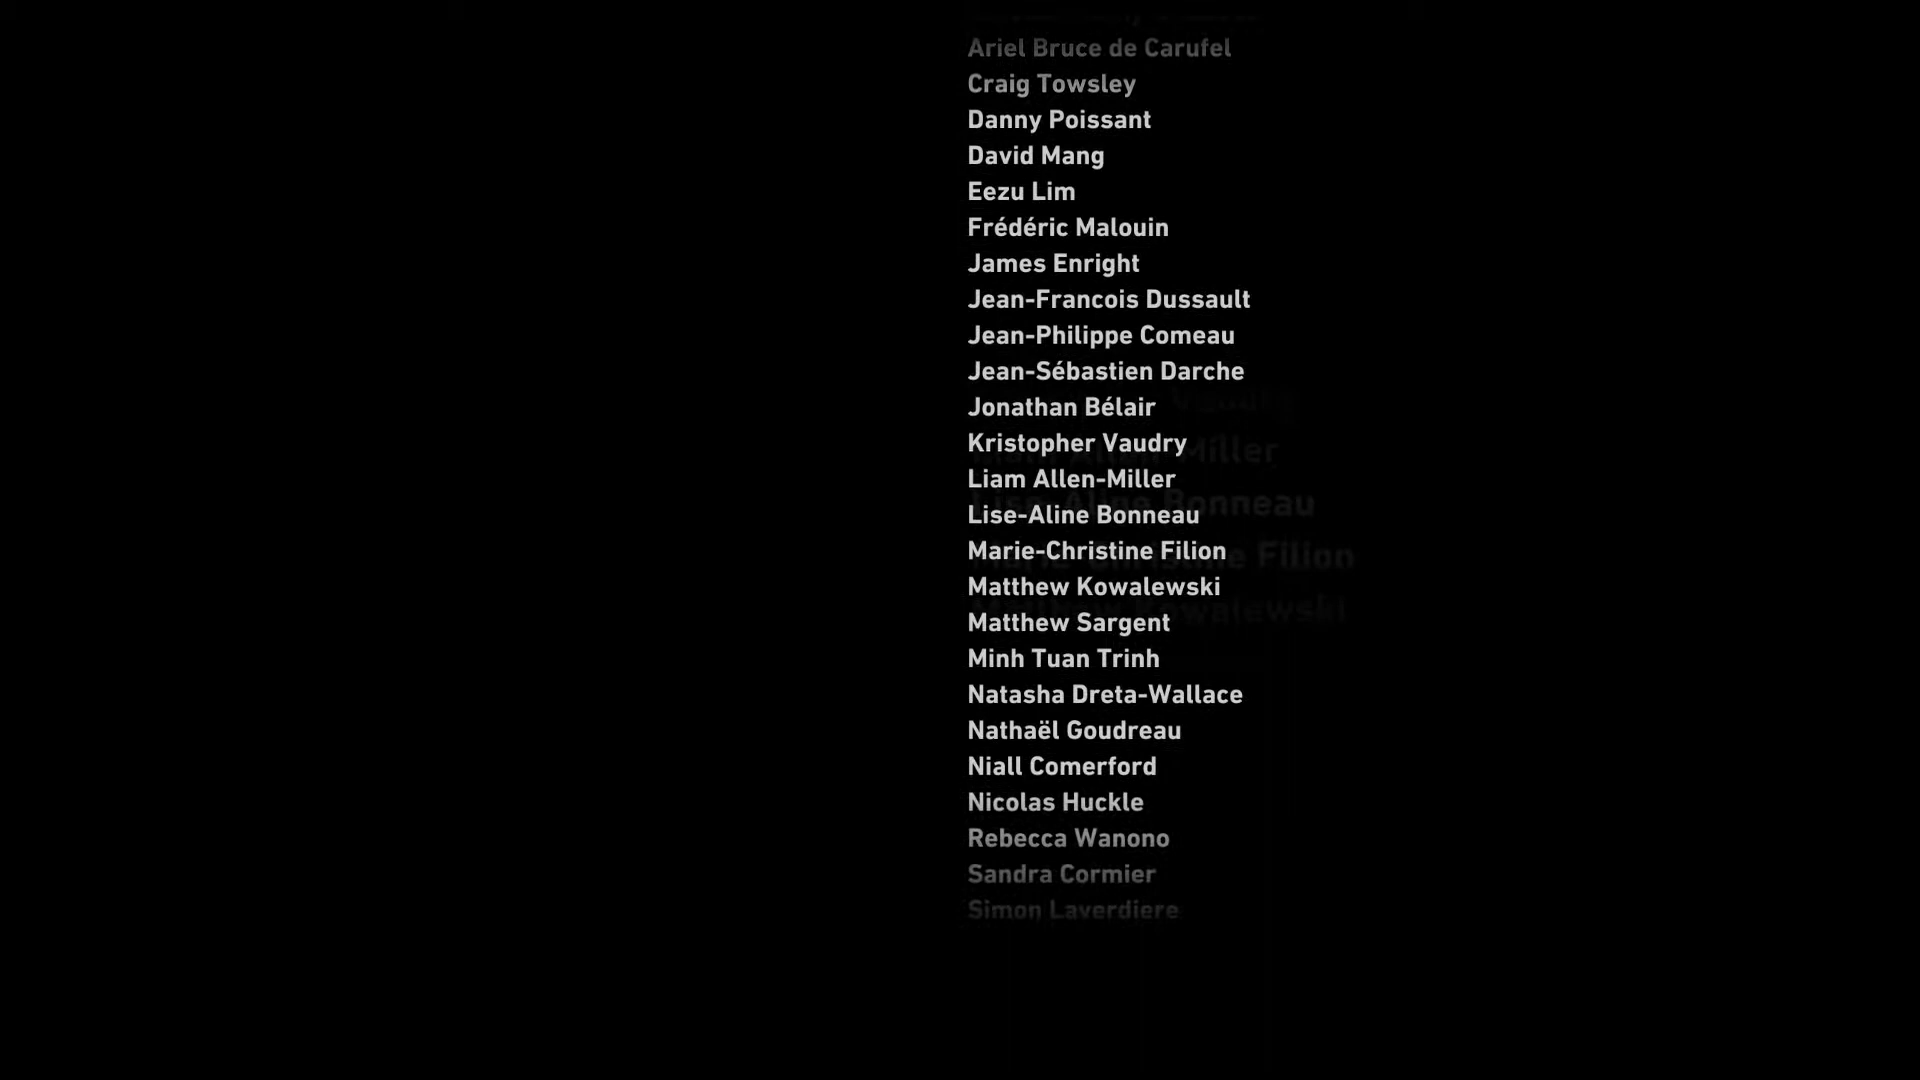 Ariel Bruce de Carufel
Craig Towsley
Danny Poissant
David Mang
Eezu Lim
Frédéric Malouin
James Enright
Jean-Francois Dussault
Jean-Philippe Comeau
Jean-Sébastien Darche
Jonathan Bélair
Kristopher Vaudry
Liam Allen-Miller
Lise-Aline Bonneau
Marie-Christine Filion
Matthew Kowalewski
Matthew Sargent
Minh Tuan Trinh
Natasha Dreta-Wallace
Nathaël Goudreau
Niall Comerford
Nicolas Huckle
Rebecca Wanono
Sandra Cormier
Simon Laverdiere